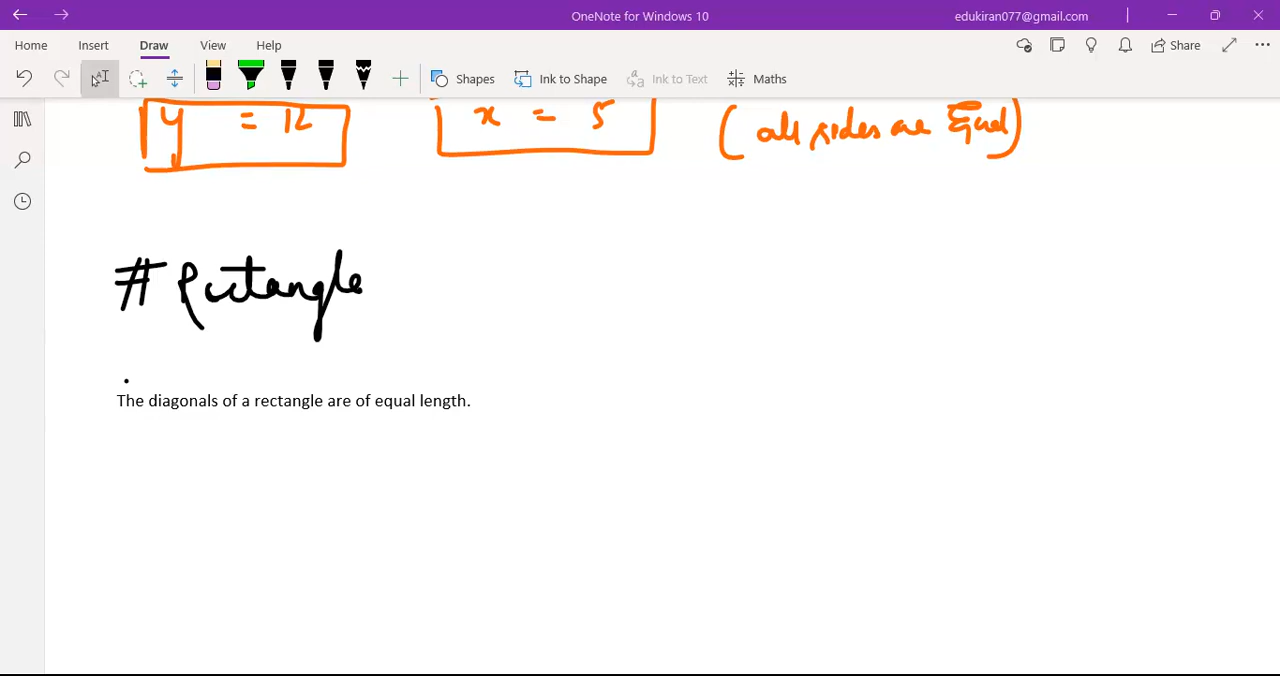 OneNote for Windows 10
edukiran077@gmail.com
Home Insert Draw View Help
Share
Shapes Ink to Shape Ink to Text Maths
y = 12 x = 5 (all sides are Equal)
# Rectangle
The diagonals of a rectangle are of equal length.